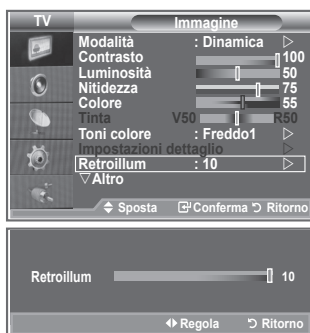 TV Immagine
Modalità : Dinamica
Contrasto 100
Luminosità 50
Nitidezza 75
Colore 55
Tinta V50 R50
Toni colore : Freddo1
Impostazioni dettaglio
Retroillum : 10
▽Altro
Sposta Conferma Ritorno
Retroillum 10
Regola Ritorno